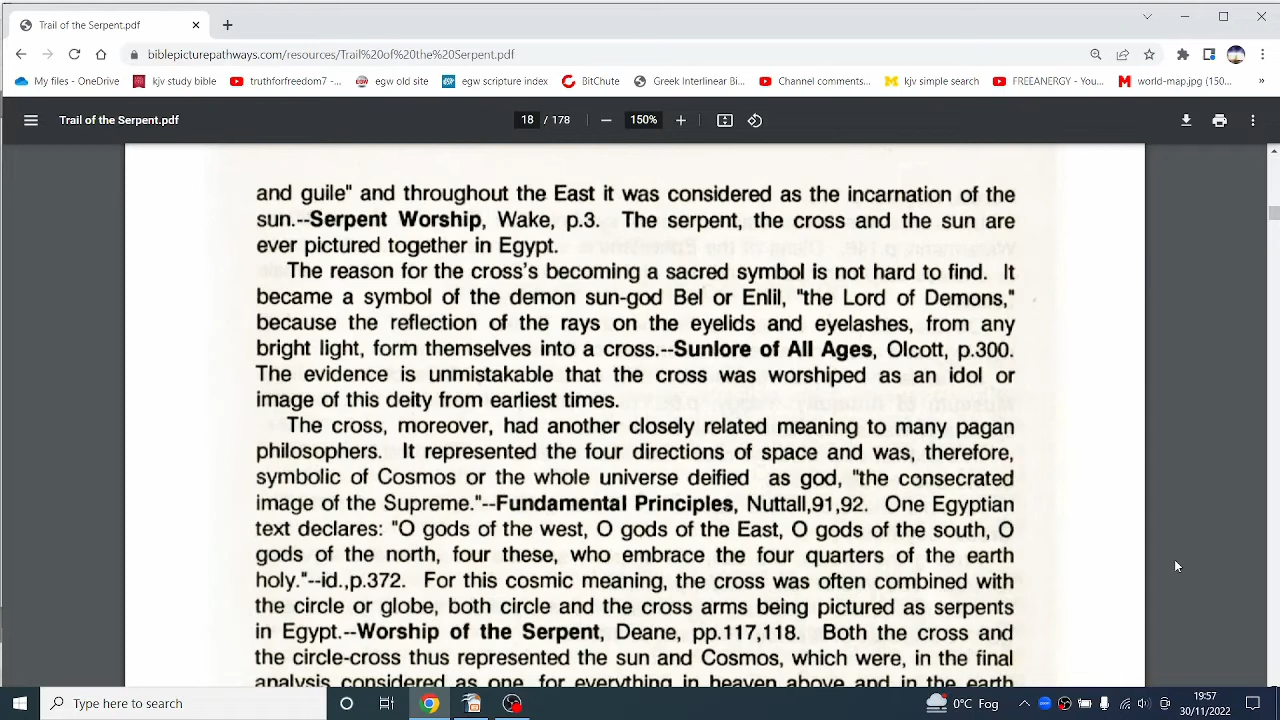 Trail of the Serpent.pdf
biblepicturepathways.com/resources/Trail%20of%20the%20Serpent.pdf
My files - OneDrive kjv study bible truthforfreedom7 -... egw old site egw scripture index BitChute Greek Interlinear Bi... Channel comments... kjv simple search FREEANERGY - You... world-map.jpg (150...
Trail of the Serpent.pdf 18 / 178 150%
and guile" and throughout the East it was considered as the incarnation of the
sun.--Serpent Worship, Wake, p.3. The serpent, the cross and the sun are
ever pictured together in Egypt.
The reason for the cross's becoming a sacred symbol is not hard to find. It
became a symbol of the demon sun-god Bel or Enlil, "the Lord of Demons,"
because the reflection of the rays on the eyelids and eyelashes, from any
bright light, form themselves into a cross.--Sunlore of All Ages, Olcott, p.300.
The evidence is unmistakable that the cross was worshiped as an idol or
image of this deity from earliest times.
The cross, moreover, had another closely related meaning to many pagan
philosophers. It represented the four directions of space and was, therefore,
symbolic of Cosmos or the whole universe deified as god, "the consecrated
image of the Supreme."--Fundamental Principles, Nuttall,91,92. One Egyptian
text declares: "O gods of the west, O gods of the East, O gods of the south, O
gods of the north, four these, who embrace the four quarters of the earth
holy."--id.,p.372. For this cosmic meaning, the cross was often combined with
the circle or globe, both circle and the cross arms being pictured as serpents
in Egypt.--Worship of the Serpent, Deane, pp.117,118. Both the cross and
the circle-cross thus represented the sun and Cosmos, which were, in the final
analysis considered as one, for everything in heaven above and in the earth
Type here to search 0°C Fog 19:57
30/11/2022